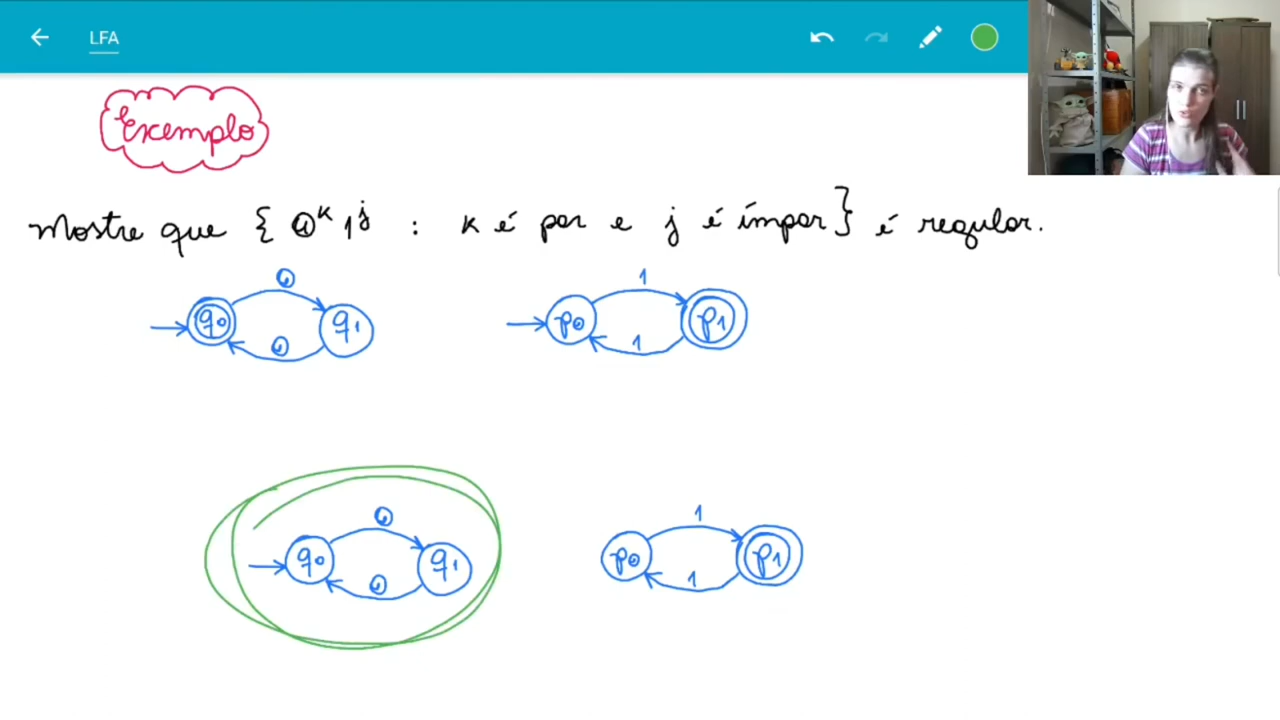 LFA
Exemplo
Mostre que { 0ᵏ1ʲ : k é par e j é ímpar} é regular.
0 1
q0 q1 p0 p1
0 1
0 1
q0 q1 p0 p1
0 1